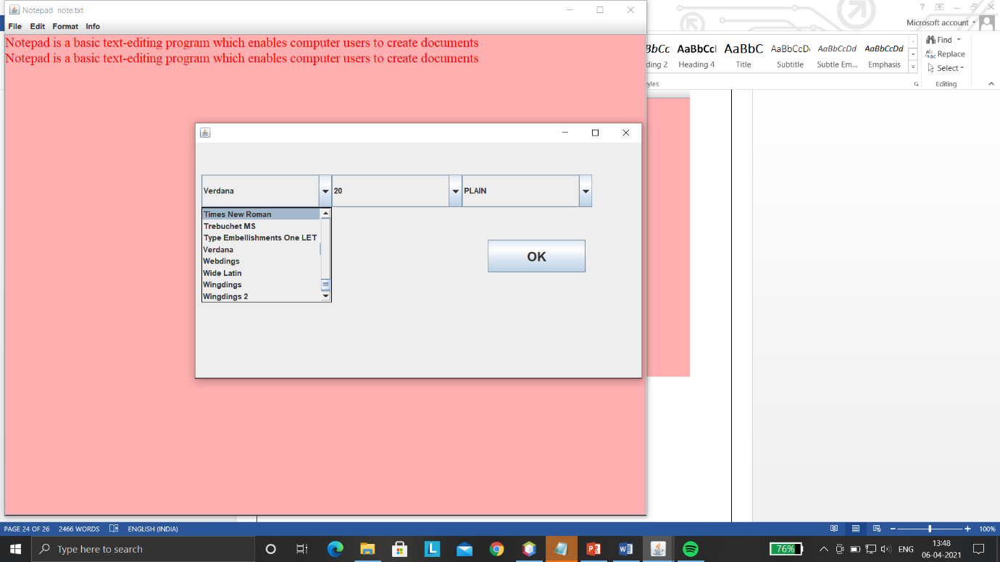 Notepad note.txt
File Edit Format Info
Notepad is a basic text-editing program which enables computer users to create documents
Notepad is a basic text-editing program which enables computer users to create documents
Verdana 20 PLAIN
Times New Roman
Trebuchet MS
Type Embellishments One LET
Verdana
Webdings
Wide Latin
Wingdings
Wingdings 2
OK
?
Microsoft account
AaBbCcI AaBbC AaBbCcD AaBbCcDd AaBbCcDd
ding 2 Heading 4 Title Subtitle Subtle Em... Emphasis
yles
Find
Replace
Select
Editing
PAGE 24 OF 26 2466 WORDS ENGLISH (INDIA) 100%
Type here to search
76% ENG
13:48
06-04-2021